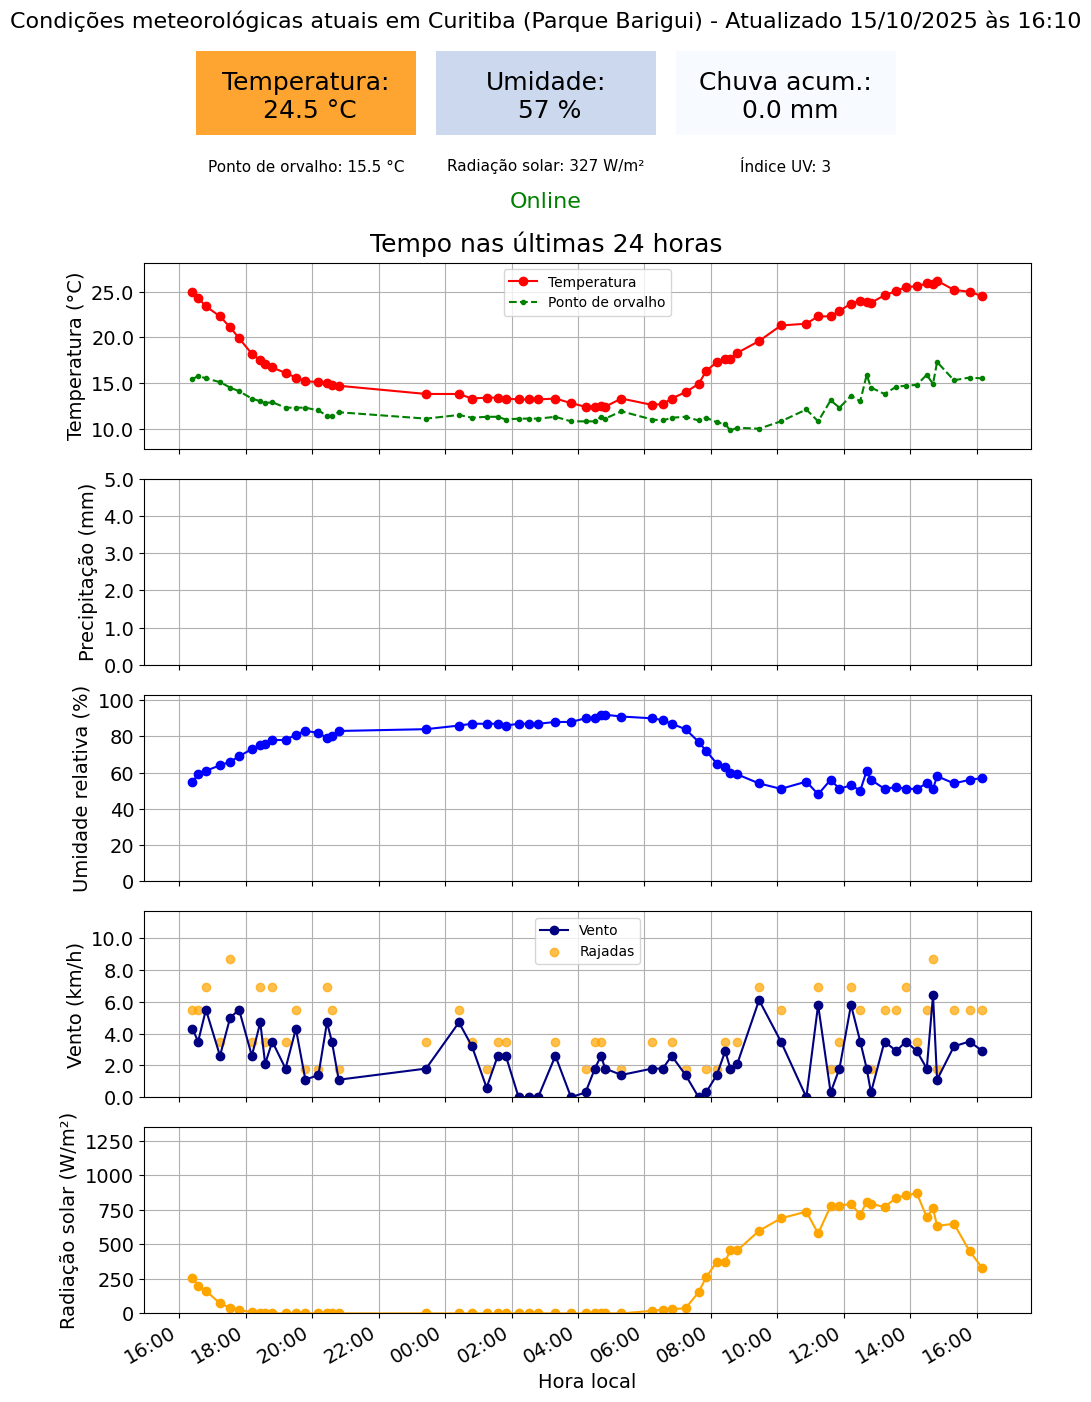 Condições meteorológicas atuais em Curitiba (Parque Barigui) - Atualizado 15/10/2025 às 16:10
Temperatura:
24.5 °C
Umidade:
57 %
Chuva acum.:
0.0 mm
Ponto de orvalho: 15.5 °C
Radiação solar: 327 W/m²
Índice UV: 3
Online
Tempo nas últimas 24 horas
Temperatura (°C)
25.0
20.0
15.0
10.0
Temperatura
Ponto de orvalho
Precipitação (mm)
5.0
4.0
3.0
2.0
1.0
0.0
Umidade relativa (%)
100
80
60
40
20
0
Vento (km/h)
10.0
8.0
6.0
4.0
2.0
0.0
Vento
Rajadas
Radiação solar (W/m²)
1250
1000
750
500
250
0
16:00
18:00
20:00
22:00
00:00
02:00
04:00
06:00
08:00
10:00
12:00
14:00
16:00
Hora local